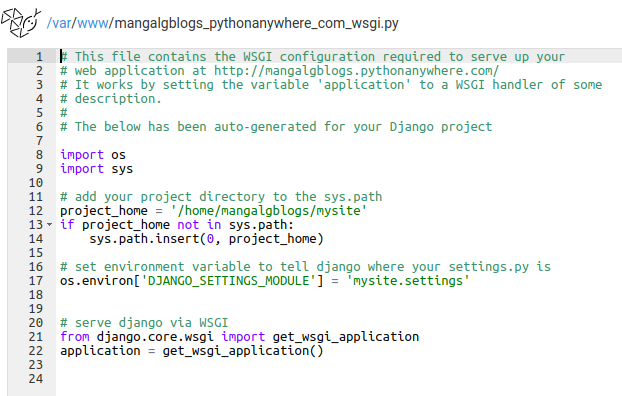 /var/www/mangalgblogs_pythonanywhere_com_wsgi.py
1 # This file contains the WSGI configuration required to serve up your
2 # web application at http://mangalgblogs.pythonanywhere.com/
3 # It works by setting the variable 'application' to a WSGI handler of some
4 # description.
5 #
6 # The below has been auto-generated for your Django project
7
8 import os
9 import sys
10
11 # add your project directory to the sys.path
12 project_home = '/home/mangalgblogs/mysite'
13 if project_home not in sys.path:
14     sys.path.insert(0, project_home)
15
16 # set environment variable to tell django where your settings.py is
17 os.environ['DJANGO_SETTINGS_MODULE'] = 'mysite.settings'
18
19
20 # serve django via WSGI
21 from django.core.wsgi import get_wsgi_application
22 application = get_wsgi_application()
23
24